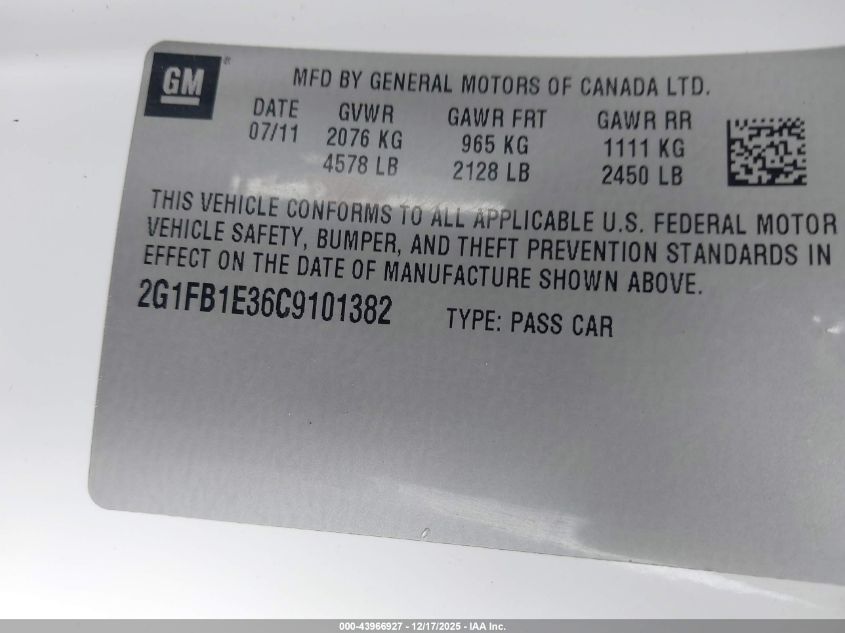 GM®
MFD BY GENERAL MOTORS OF CANADA LTD.
DATE GVWR GAWR FRT GAWR RR
07/11 2076 KG 965 KG 1111 KG
4578 LB 2128 LB 2450 LB
THIS VEHICLE CONFORMS TO ALL APPLICABLE U.S. FEDERAL MOTOR
VEHICLE SAFETY, BUMPER, AND THEFT PREVENTION STANDARDS IN
EFFECT ON THE DATE OF MANUFACTURE SHOWN ABOVE.
2G1FB1E36C9101382 TYPE: PASS CAR
000-43966927 - 12/17/2025 - IAA Inc.